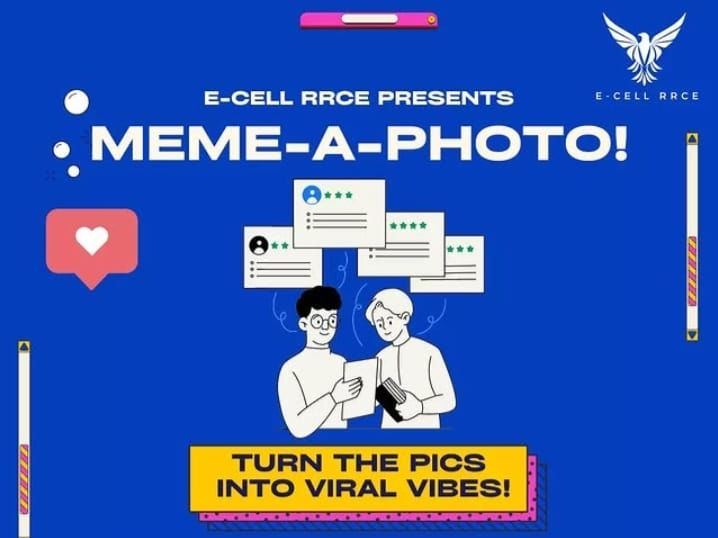 E-CELL RRCE
E-CELL RRCE PRESENTS
MEME-A-PHOTO!
TURN THE PICS
INTO VIRAL VIBES!